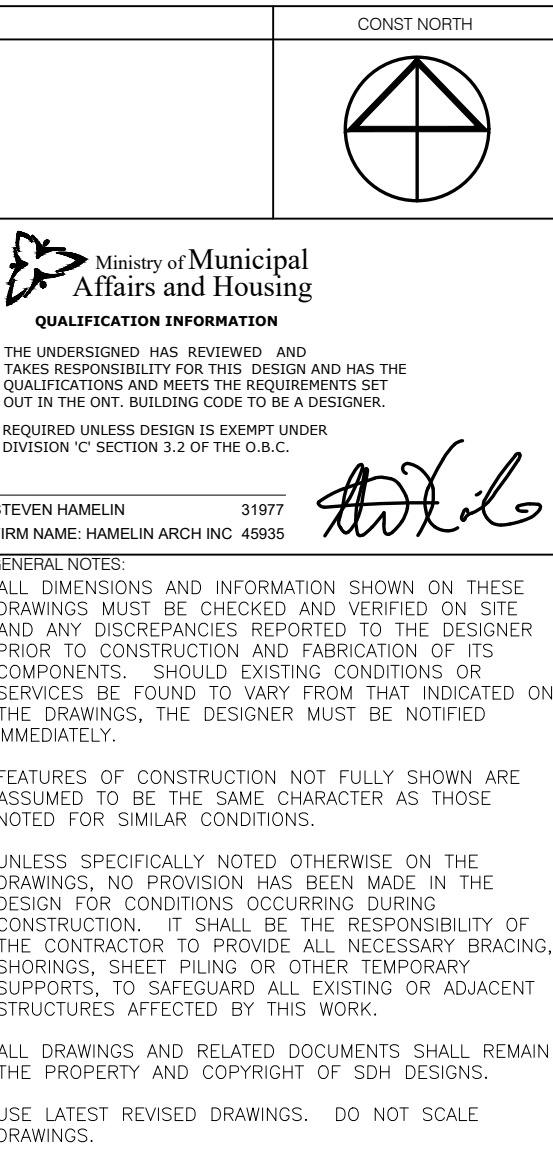 CONST NORTH
Ministry of Municipal
Affairs and Housing
QUALIFICATION INFORMATION
THE UNDERSIGNED HAS REVIEWED AND
TAKES RESPONSIBILITY FOR THIS DESIGN AND HAS THE
QUALIFICATIONS AND MEETS THE REQUIREMENTS SET
OUT IN THE ONT. BUILDING CODE TO BE A DESIGNER.
REQUIRED UNLESS DESIGN IS EXEMPT UNDER
DIVISION 'C' SECTION 3.2 OF THE O.B.C.
STEVEN HAMELIN 31977
FIRM NAME: HAMELIN ARCH INC 45935
GENERAL NOTES:
ALL DIMENSIONS AND INFORMATION SHOWN ON THESE
DRAWINGS MUST BE CHECKED AND VERIFIED ON SITE
AND ANY DISCREPANCIES REPORTED TO THE DESIGNER
PRIOR TO CONSTRUCTION AND FABRICATION OF ITS
COMPONENTS. SHOULD EXISTING CONDITIONS OR
SERVICES BE FOUND TO VARY FROM THAT INDICATED ON
THE DRAWINGS, THE DESIGNER MUST BE NOTIFIED
IMMEDIATELY.
FEATURES OF CONSTRUCTION NOT FULLY SHOWN ARE
ASSUMED TO BE THE SAME CHARACTER AS THOSE
NOTED FOR SIMILAR CONDITIONS.
UNLESS SPECIFICALLY NOTED OTHERWISE ON THE
DRAWINGS, NO PROVISION HAS BEEN MADE IN THE
DESIGN FOR CONDITIONS OCCURRING DURING
CONSTRUCTION. IT SHALL BE THE RESPONSIBILITY OF
THE CONTRACTOR TO PROVIDE ALL NECESSARY BRACING,
SHORINGS, SHEET PILING OR OTHER TEMPORARY
SUPPORTS, TO SAFEGUARD ALL EXISTING OR ADJACENT
STRUCTURES AFFECTED BY THIS WORK.
ALL DRAWINGS AND RELATED DOCUMENTS SHALL REMAIN
THE PROPERTY AND COPYRIGHT OF SDH DESIGNS.
USE LATEST REVISED DRAWINGS. DO NOT SCALE
DRAWINGS.